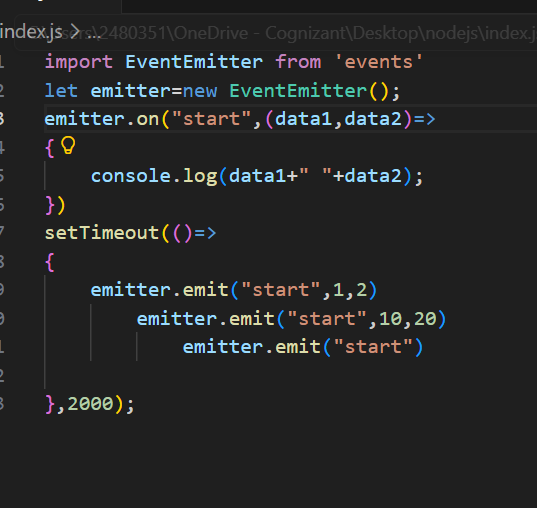 index.js > ...
\2480351\OneDrive - Cognizant\Desktop\nodejs\index.j
import EventEmitter from 'events'
let emitter=new EventEmitter();
3 emitter.on("start",(data1,data2)=>
{
console.log(data1+" "+data2);
})
setTimeout(()=>
{
emitter.emit("start",1,2)
emitter.emit("start",10,20)
emitter.emit("start")
},2000);